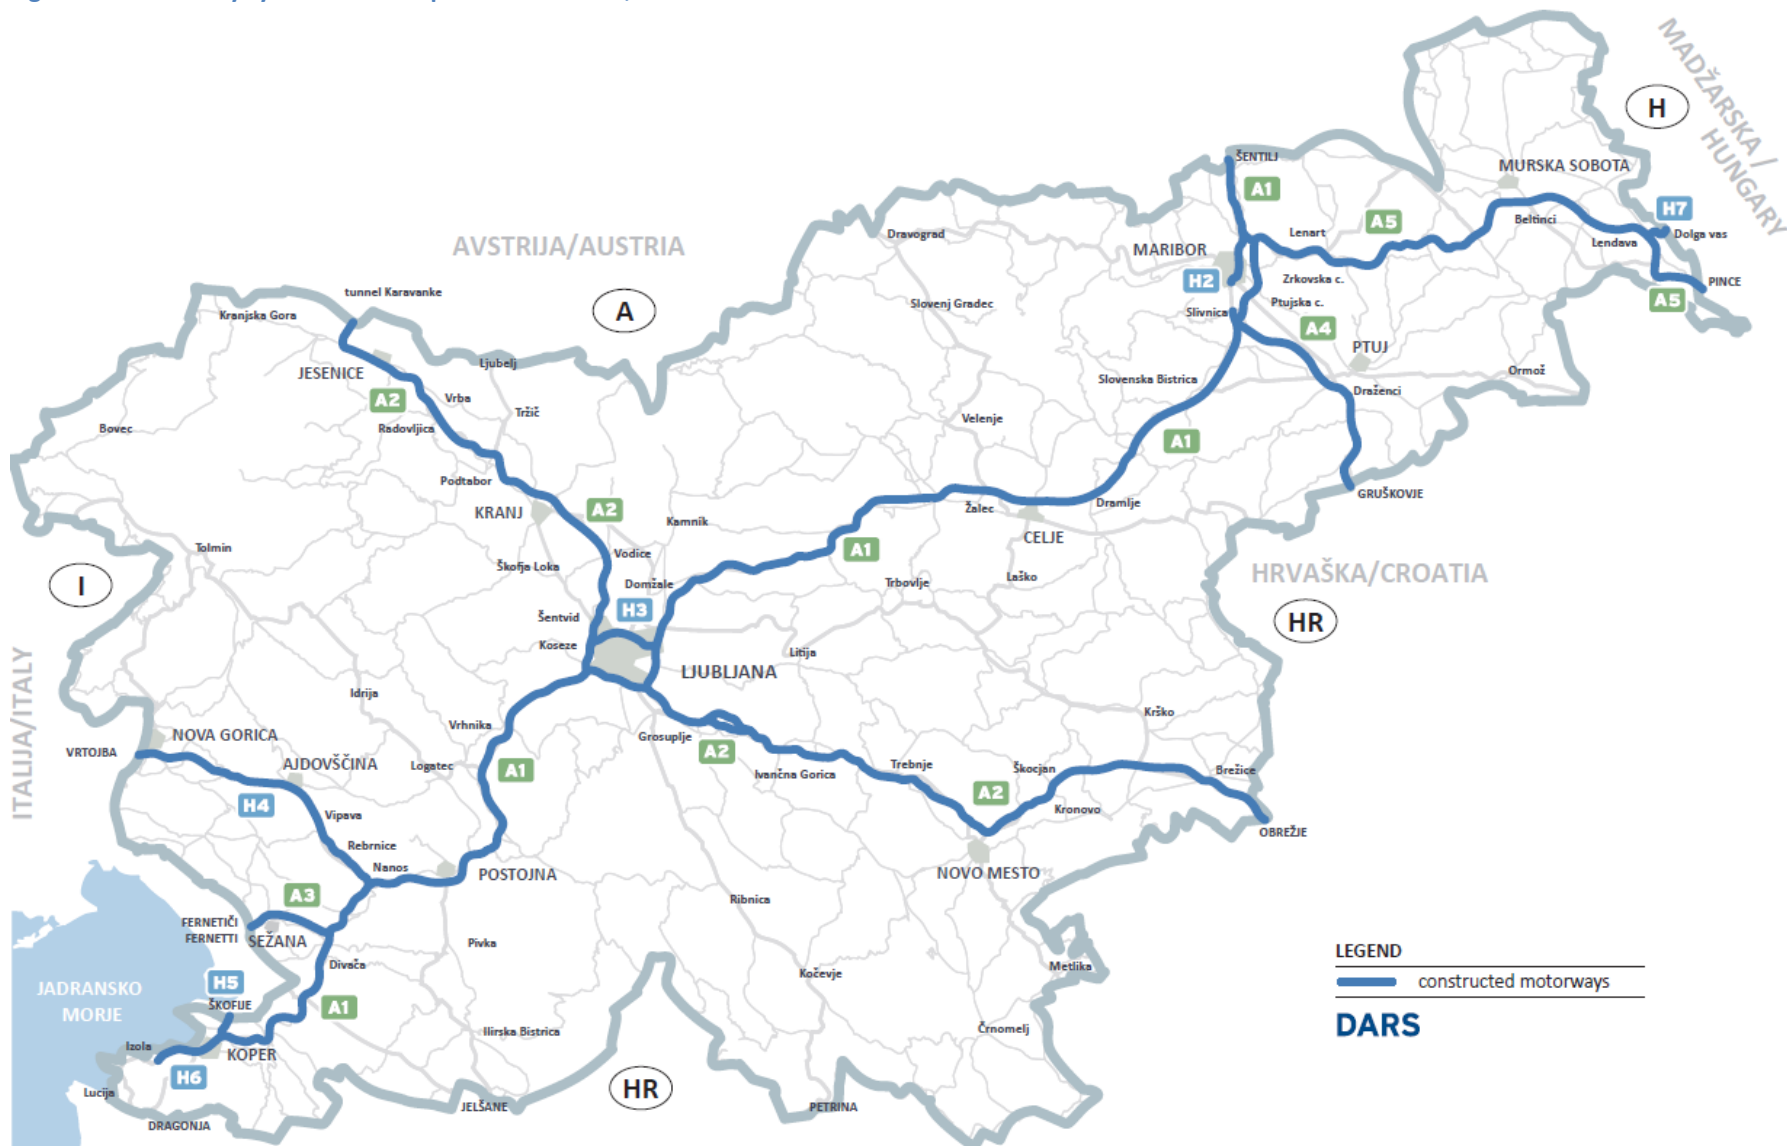 MADŽARSKA /
HUNGARY
H
ŠENTILJ
MURSKA SOBOTA
A1
H7
A5
Beltinci
Dravograd
Lenart
Dolga vas
Lendava
AVSTRIJA/AUSTRIA
MARIBOR
H2
Zrkovska c.
PINCE
tunnel Karavanke
Slovenj Gradec
Ptujska c.
A5
Kranjska Gora
A
Slivnica
A4
PTUJ
Ljubelj
JESENICE
Slovenska Bistrica
Ormož
Draženci
A2
Vrba
Tržič
Velenje
Bovec
Radovljica
A1
Podtabor
GRUŠKOVJE
Dramlje
KRANJ
A2
Žalec
Kamnik
CELJE
Tolmin
Vodice
A1
Škofja Loka
Domžale
Trbovlje
Laško
HRVAŠKA/CROATIA
I
H3
Šentvid
HR
Koseze
Litija
LJUBLJANA
ITALIJA/ITALY
Idrija
Krško
Vrhnika
NOVA GORICA
Grosuplje
VRTOJBA
A2
AJDOVŠČINA
Logatec
A1
Ivančna Gorica
Trebnje
Škocjan
Brežice
H4
A2
Vipava
Kronovo
OBREŽJE
Rebrnice
Nanos
POSTOJNA
NOVO MESTO
A3
Ribnica
FERNETIČI
FERNETTI
SEŽANA
Pivka
LEGEND
Divača
Kočevje
Metlika
constructed motorways
JADRANSKO
MORJE
H5
ŠKOFIJE
A1
DARS
Ilirska Bistrica
Črnomelj
Izola
KOPER
H6
HR
Lucija
JELŠANE
PETRINA
DRAGONJA